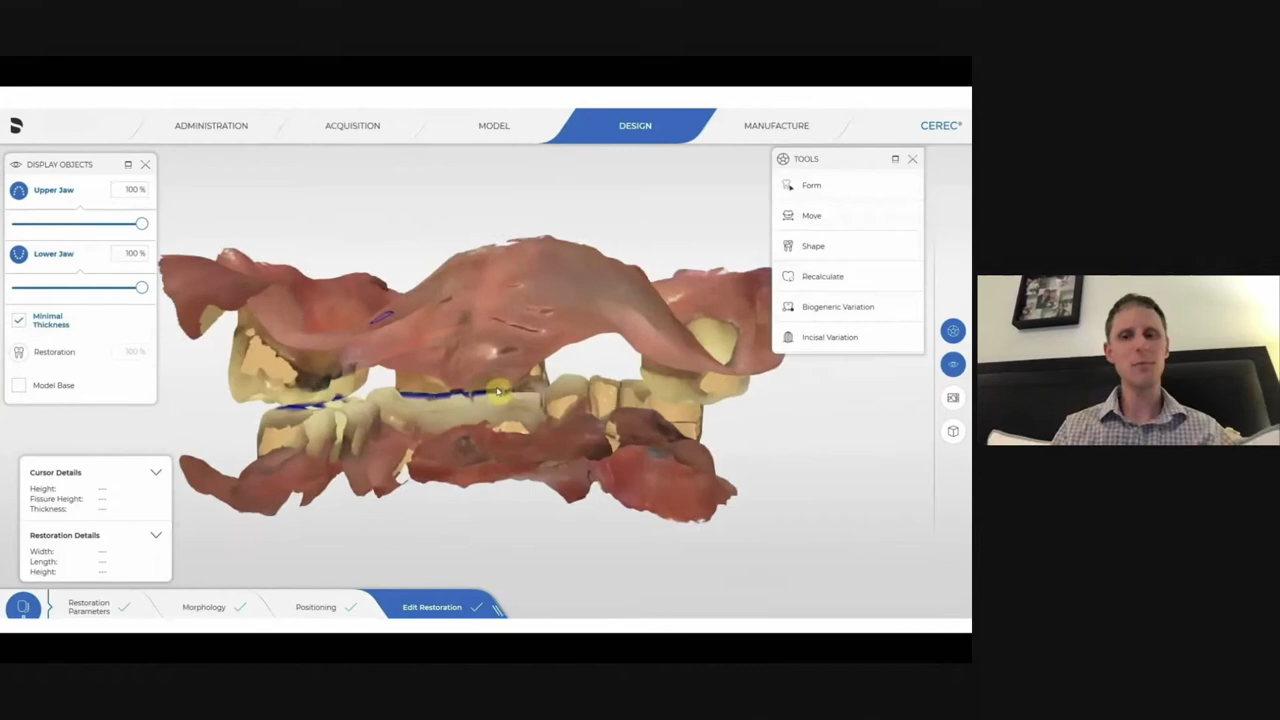 ADMINISTRATION
ACQUISITION
MODEL
DESIGN
MANUFACTURE
CEREC®
DISPLAY OBJECTS
Upper Jaw
100 %
Lower Jaw
100 %
Minimal
Thickness
Restoration
100 %
Model Base
TOOLS
Form
Move
Shape
Recalculate
Biogeneric Variation
Incisal Variation
Cursor Details
Height: ---
Fissure Height: ---
Thickness: ---
Restoration Details
Width: ---
Length: ---
Height: ---
Restoration
Parameters
Morphology
Positioning
Edit Restoration